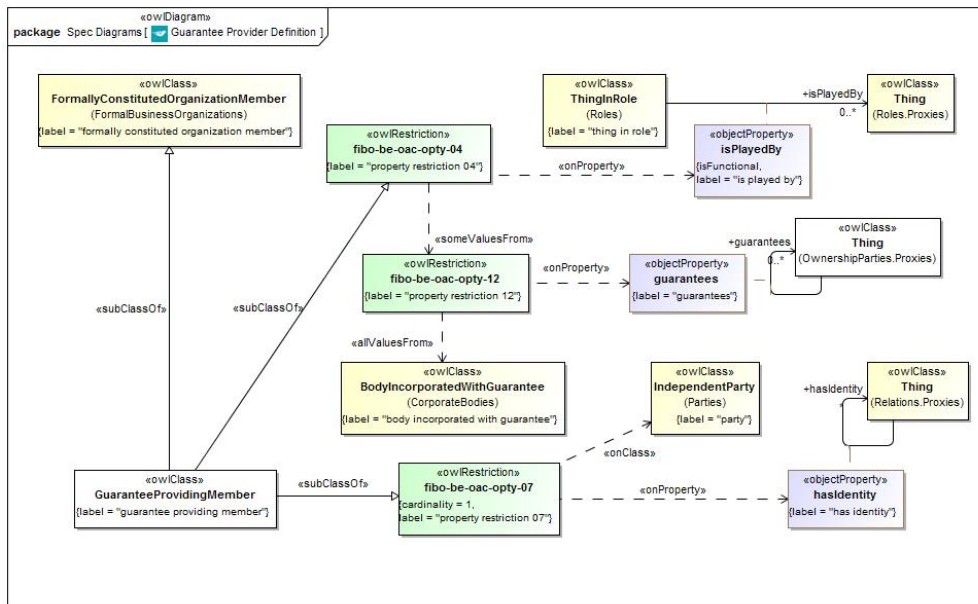 «owlDiagram»
package Spec Diagrams [ Guarantee Provider Definition ]
«owlClass»
FormallyConstitutedOrganizationMember
(FormalBusinessOrganizations)
{label = "formally constituted organization member"}
«owlClass»
ThingInRole
(Roles)
{label = "thing in role"}
+isPlayedBy
0..*
«owlClass»
Thing
(Roles.Proxies)
«owlRestriction»
fibo-be-oac-opty-04
{label = "property restriction 04"}
«onProperty»
«objectProperty»
isPlayedBy
{isFunctional,
label = "is played by"}
«someValuesFrom»
«owlRestriction»
fibo-be-oac-opty-12
{label = "property restriction 12"}
«onProperty»
«objectProperty»
guarantees
{label = "guarantees"}
+guarantees
0..*
«owlClass»
Thing
(OwnershipParties.Proxies)
«subClassOf»
«subClassOf»
«allValuesFrom»
«owlClass»
BodyIncorporatedWithGuarantee
(CorporateBodies)
{label = "body incorporated with guarantee"}
«owlClass»
IndependentParty
(Parties)
{label = "party"}
+hasIdentity
«owlClass»
Thing
(Relations.Proxies)
«onClass»
«owlClass»
GuaranteeProvidingMember
{label = "guarantee providing member"}
«subClassOf»
«owlRestriction»
fibo-be-oac-opty-07
{cardinality = 1,
label = "property restriction 07"}
«onProperty»
«objectProperty»
hasIdentity
{label = "has identity"}